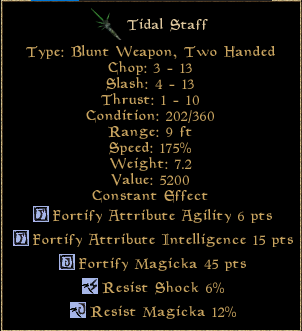 Tidal Staff
Type: Blunt Weapon, Two Handed
Chop: 3 - 13
Slash: 4 - 13
Thrust: 1 - 10
Condition: 202/360
Range: 9 ft
Speed: 175%
Weight: 7.2
Value: 5200
Constant Effect
Fortify Attribute Agility 6 pts
Fortify Attribute Intelligence 15 pts
Fortify Magicka 45 pts
Resist Shock 6%
Resist Magicka 12%